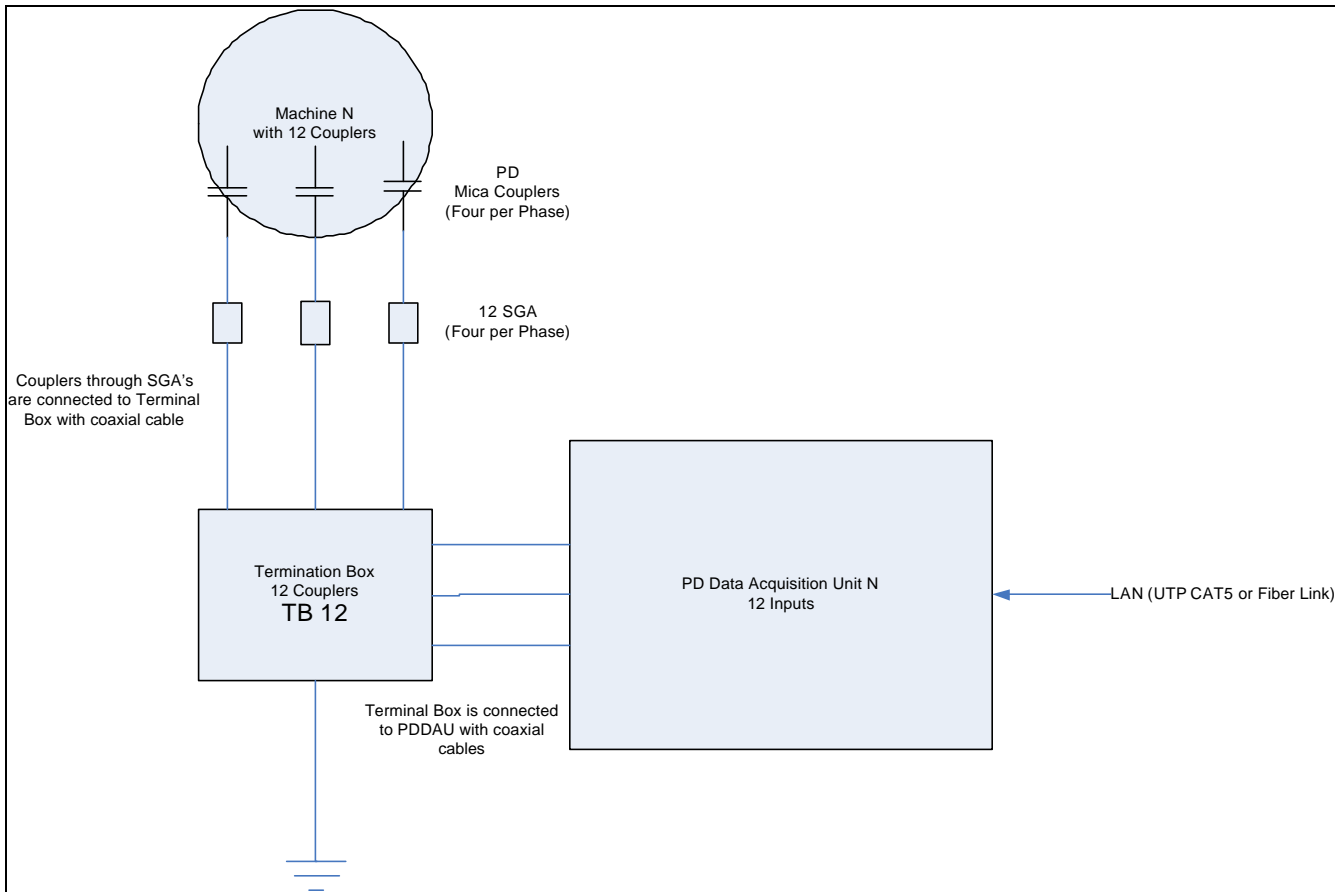 Machine N
with 12 Couplers
PD
Mica Couplers
(Four per Phase)
12 SGA
(Four per Phase)
Couplers through SGA's
are connected to Terminal
Box with coaxial cable
Termination Box
12 Couplers
TB 12
PD Data Acquisition Unit N
12 Inputs
LAN (UTP CAT5 or Fiber Link)
Terminal Box is connected
to PDDAU with coaxial
cables